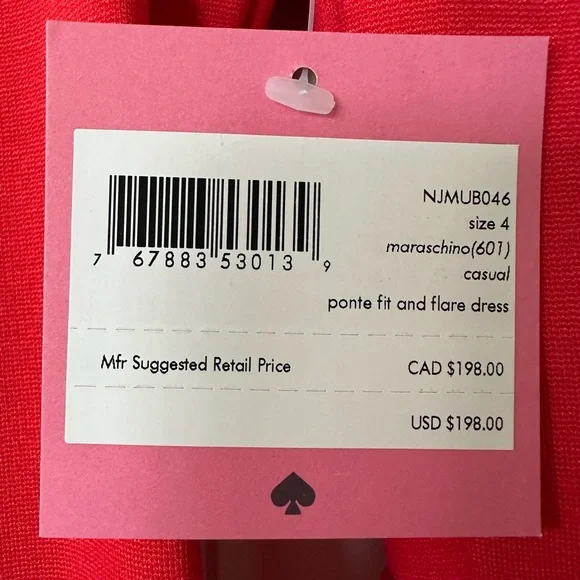 NJMUB046
size 4
maraschino(601)
casual
7 67883 53013 9
ponte fit and flare dress
Mfr Suggested Retail Price CAD $198.00
USD $198.00